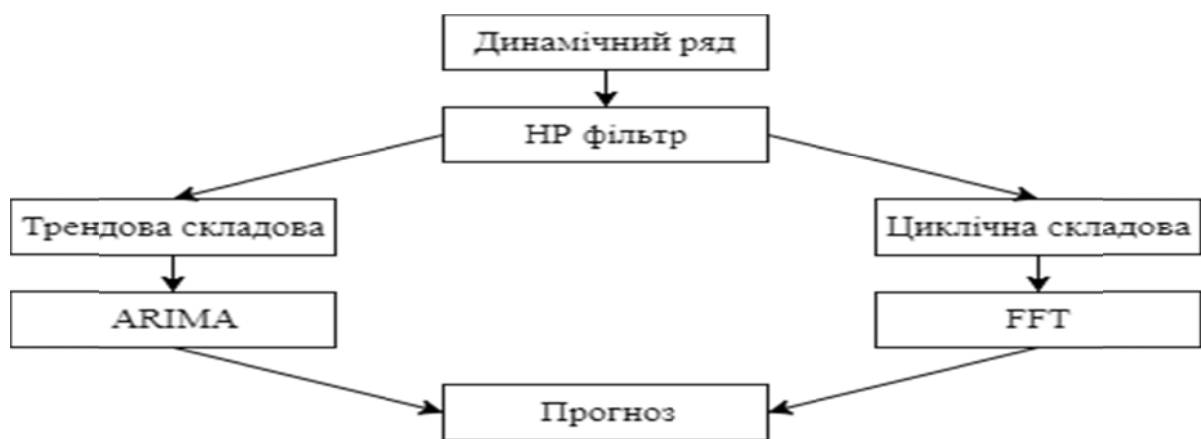 Динамічний ряд
HP фільтр
Трендова складова
Циклічна складова
ARIMA
FFT
Прогноз